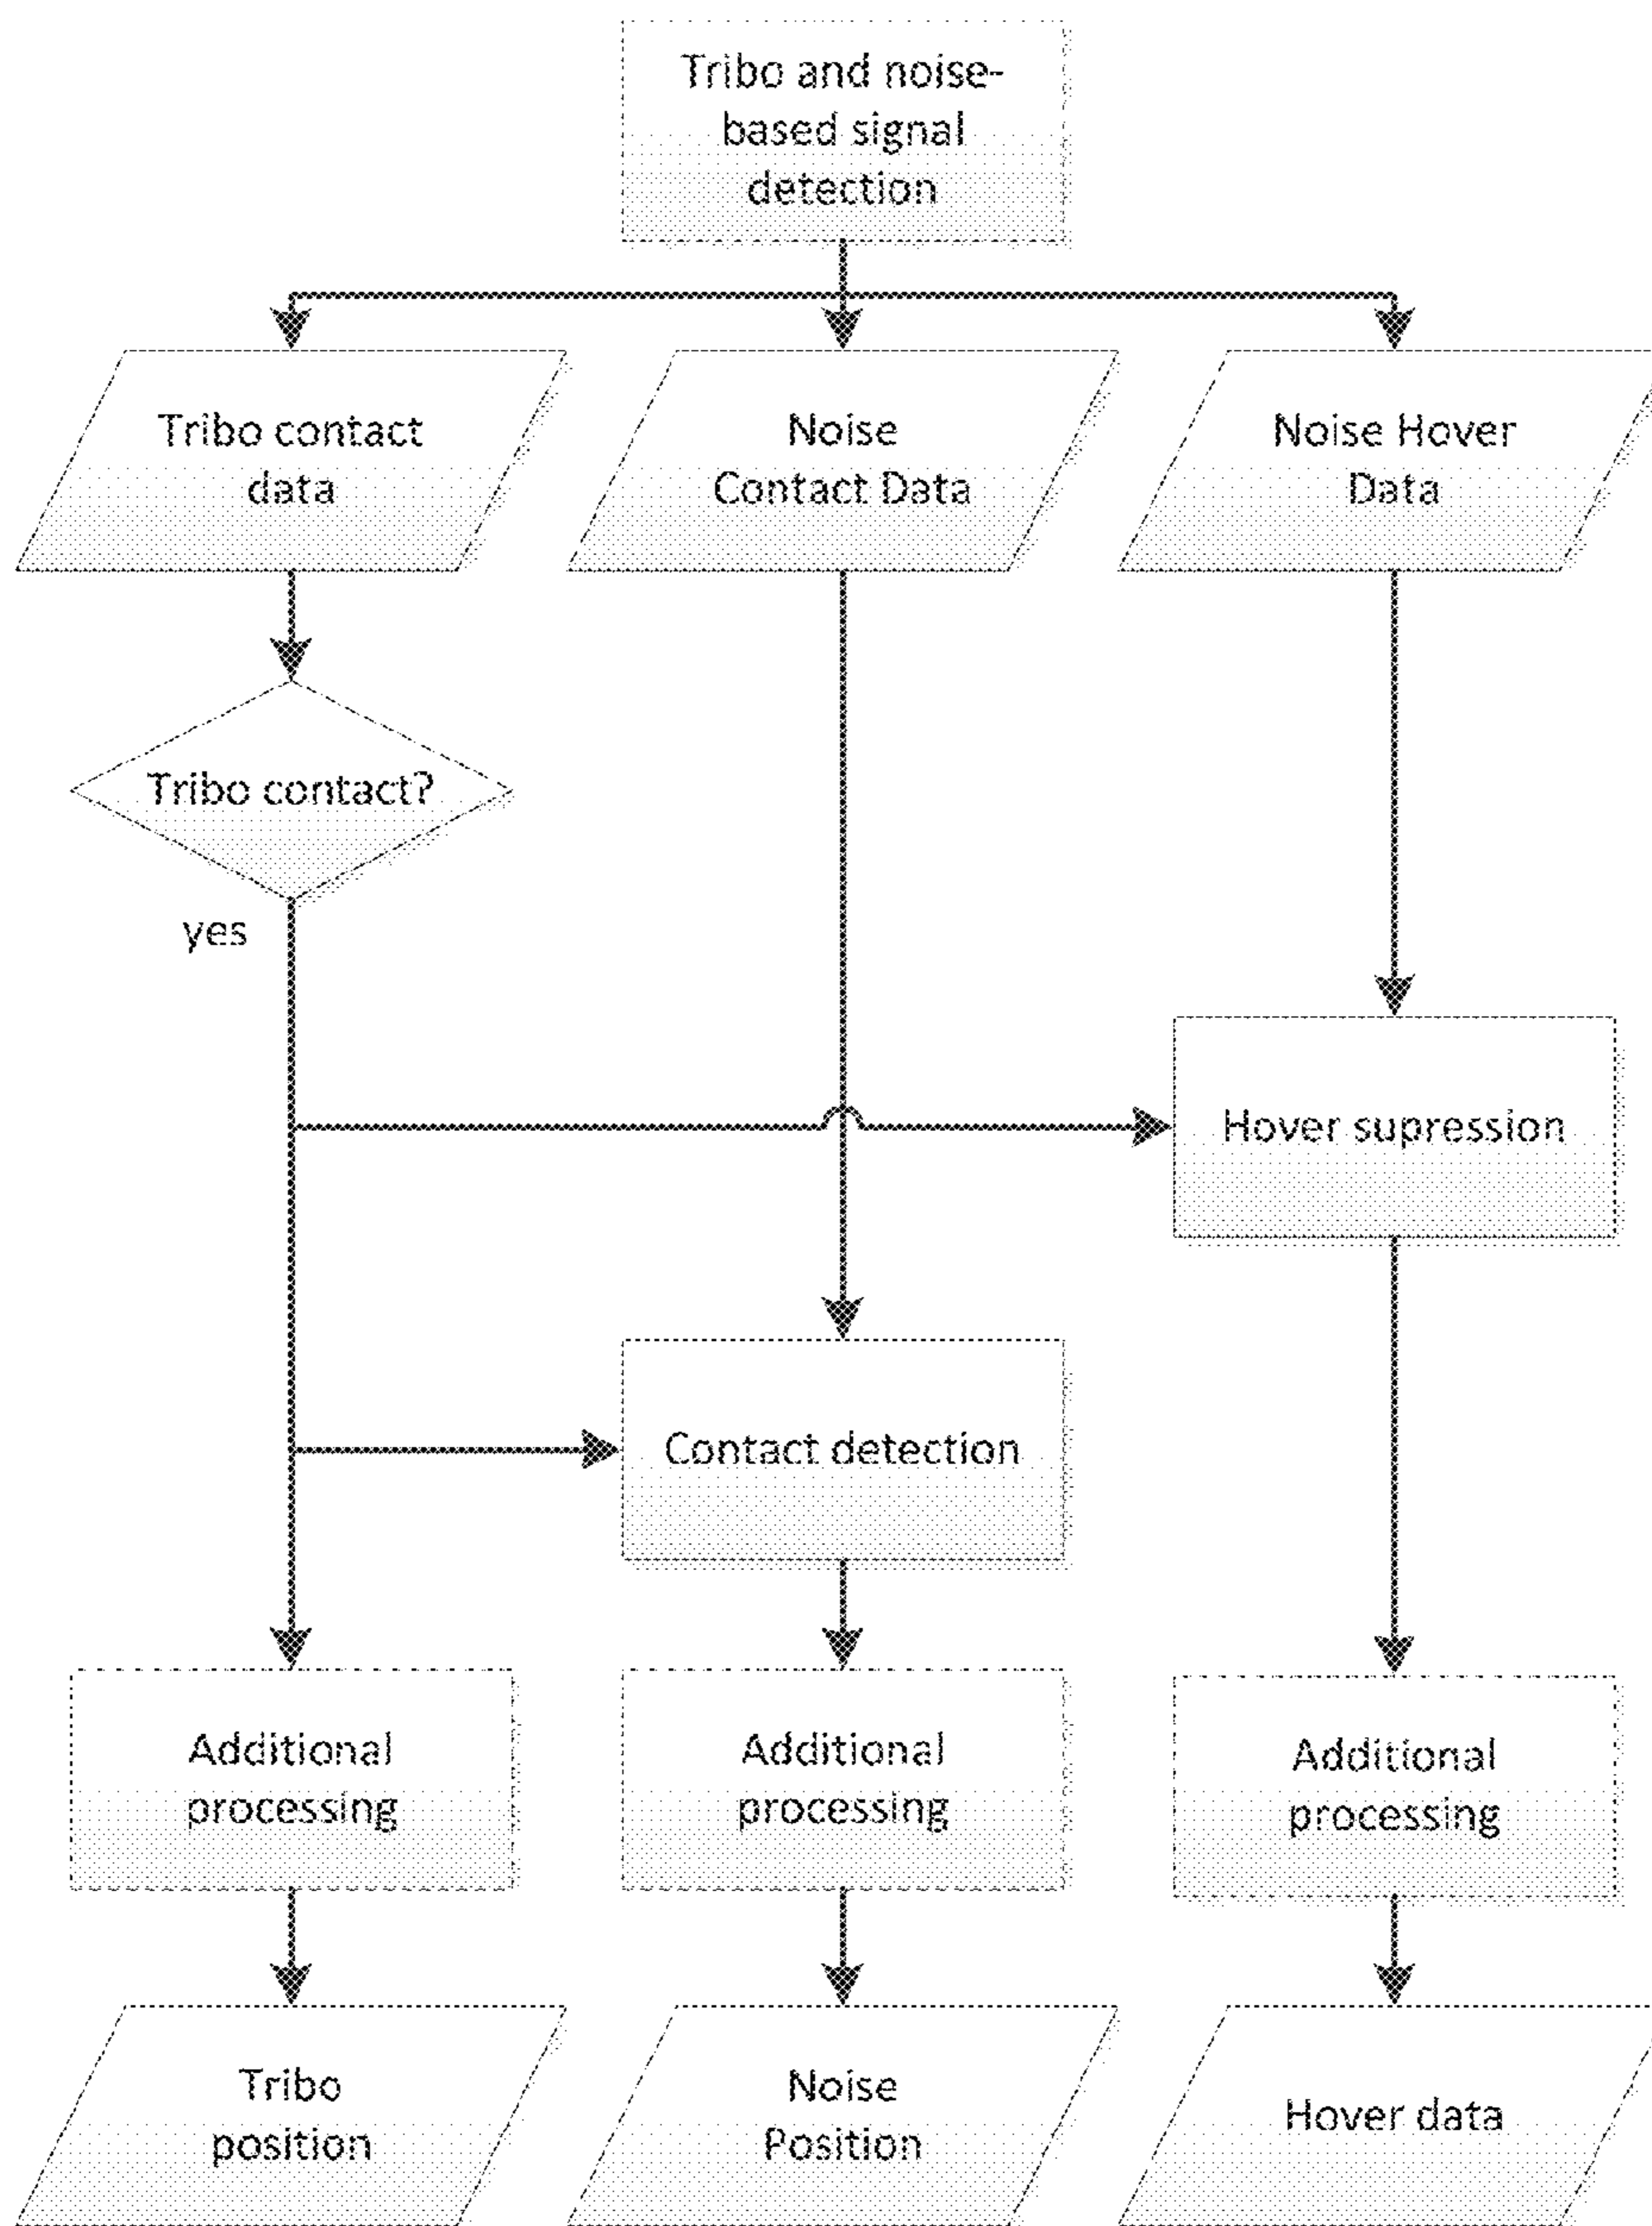 Tribo and noise-
based signal
detection
Tribo contact
data
Noise
Contact Data
Noise Hover
Data
Tribo contact?
yes
Hover supression
Contact detection
Additional
processing
Additional
processing
Additional
processing
Tribo
position
Noise
Position
Hover data